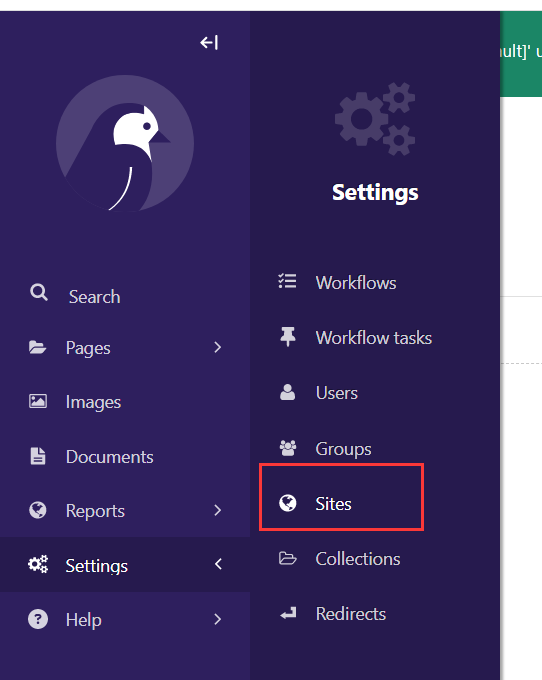 ult]' u
Settings
Search
Pages
Images
Documents
Reports
Settings
Help
Workflows
Workflow tasks
Users
Groups
Sites
Collections
Redirects